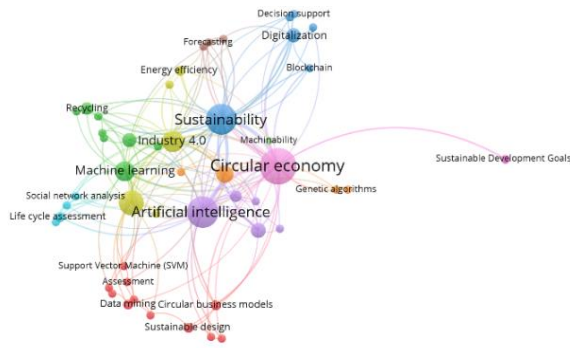 Decision support
Digitalization
Forecasting
Energy efficiency
Blockchain
Recycling
Sustainability
Industry 4.0
Machinability
Circular economy
Sustainable Development Goals
Machine learning
Genetic algorithms
Social network analysis
Artificial intelligence
Life cycle assessment
Support Vector Machine (SVM)
Assessment
Data mining
Circular business models
Sustainable design